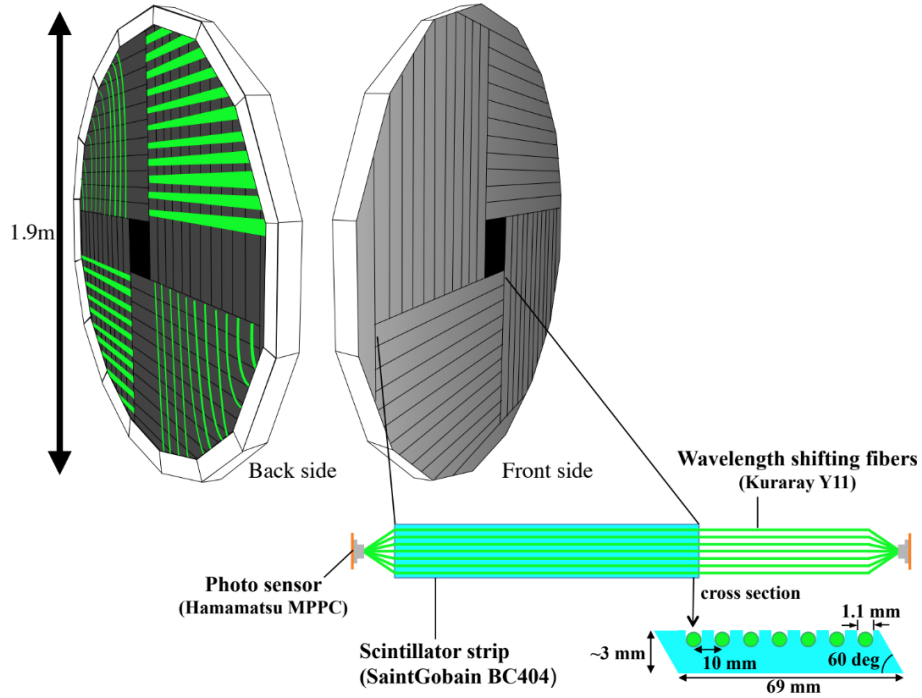 1.9m
Back side
Front side
Wavelength shifting fibers
(Kuraray Y11)
Photo sensor
(Hamamatsu MPPC)
cross section
1.1 mm
Scintillator strip
(SaintGobain BC404)
~3 mm
10 mm
60 deg
69 mm